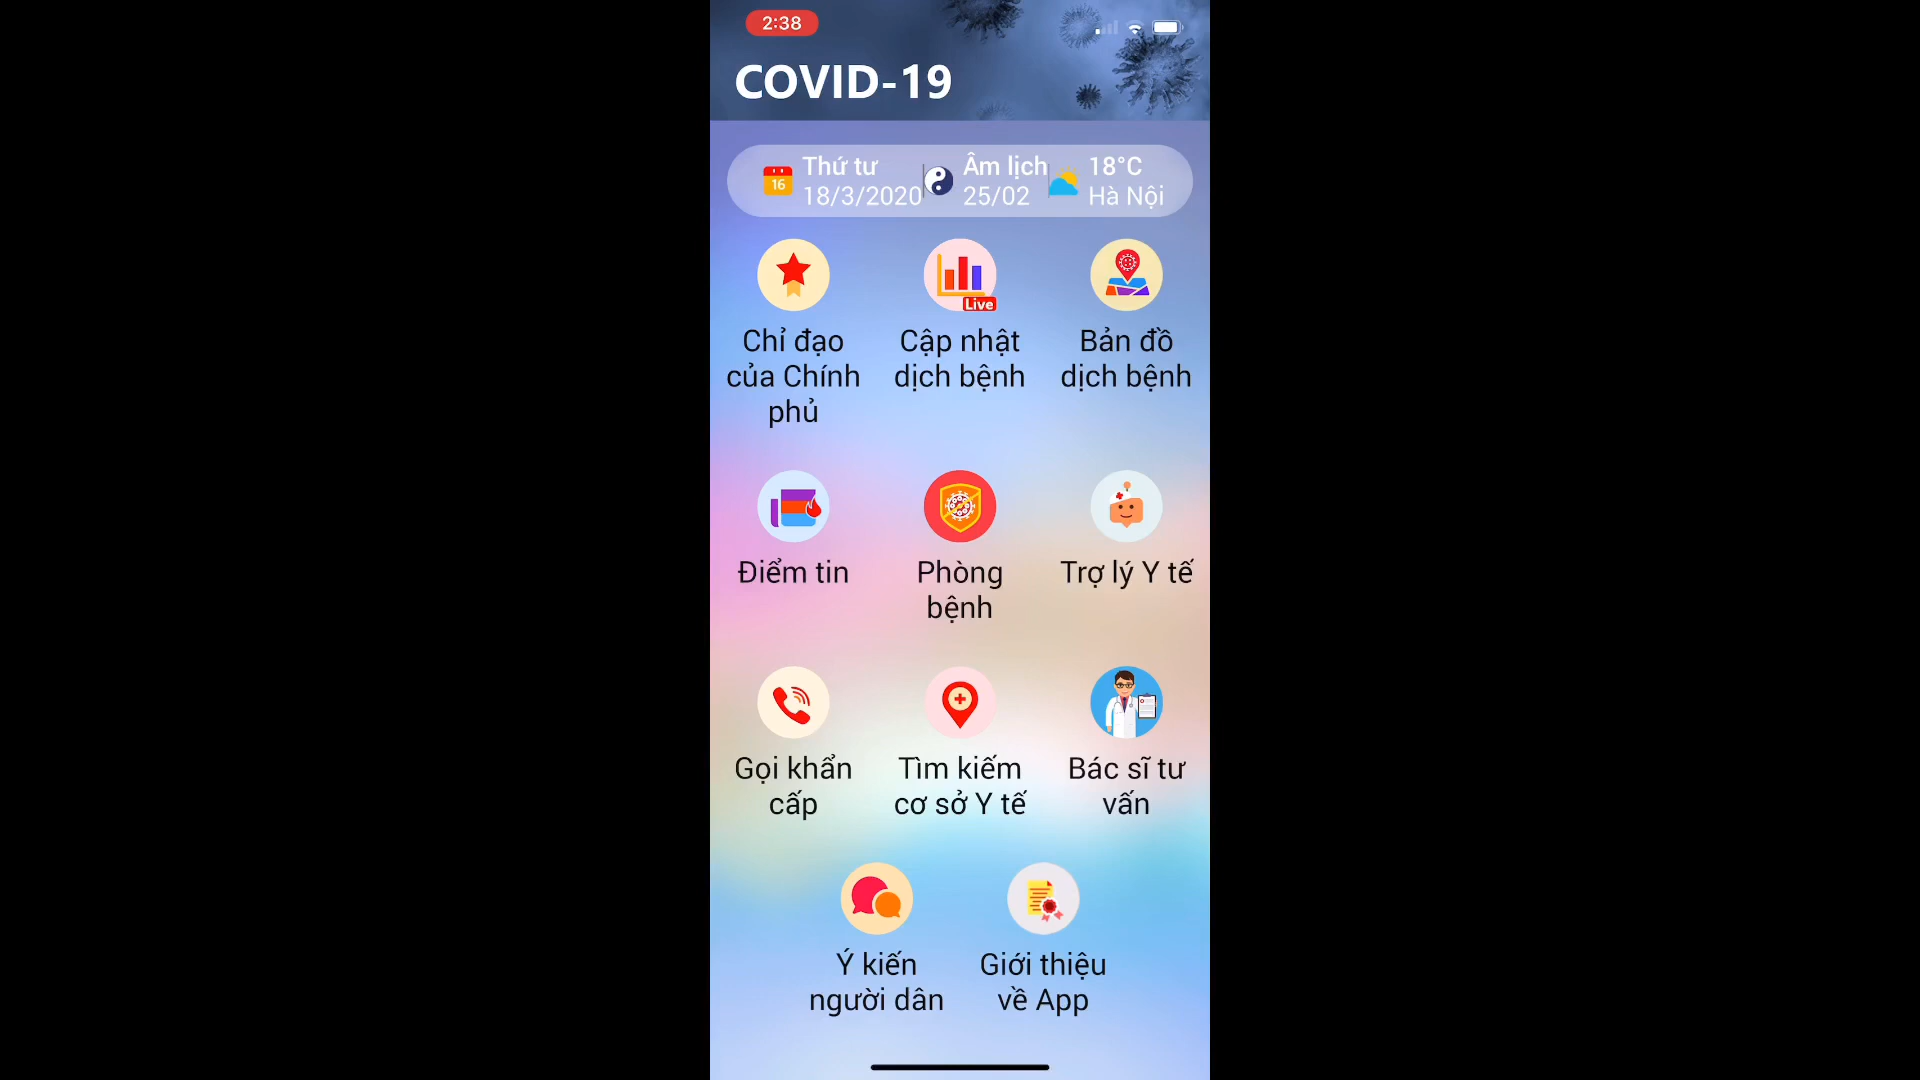 2:38
COVID-19
Thứ tư
18/3/2020
16
Âm lịch
25/02
18°C
Hà Nội
Live
Chỉ đạo
của Chính
phủ
Cập nhật
dịch bệnh
Bản đồ
dịch bệnh
Điểm tin
Phòng
bệnh
Trợ lý Y tế
Gọi khẩn
cấp
Tìm kiếm
cơ sở Y tế
Bác sĩ tư
vấn
Ý kiến
người dân
Giới thiệu
về App